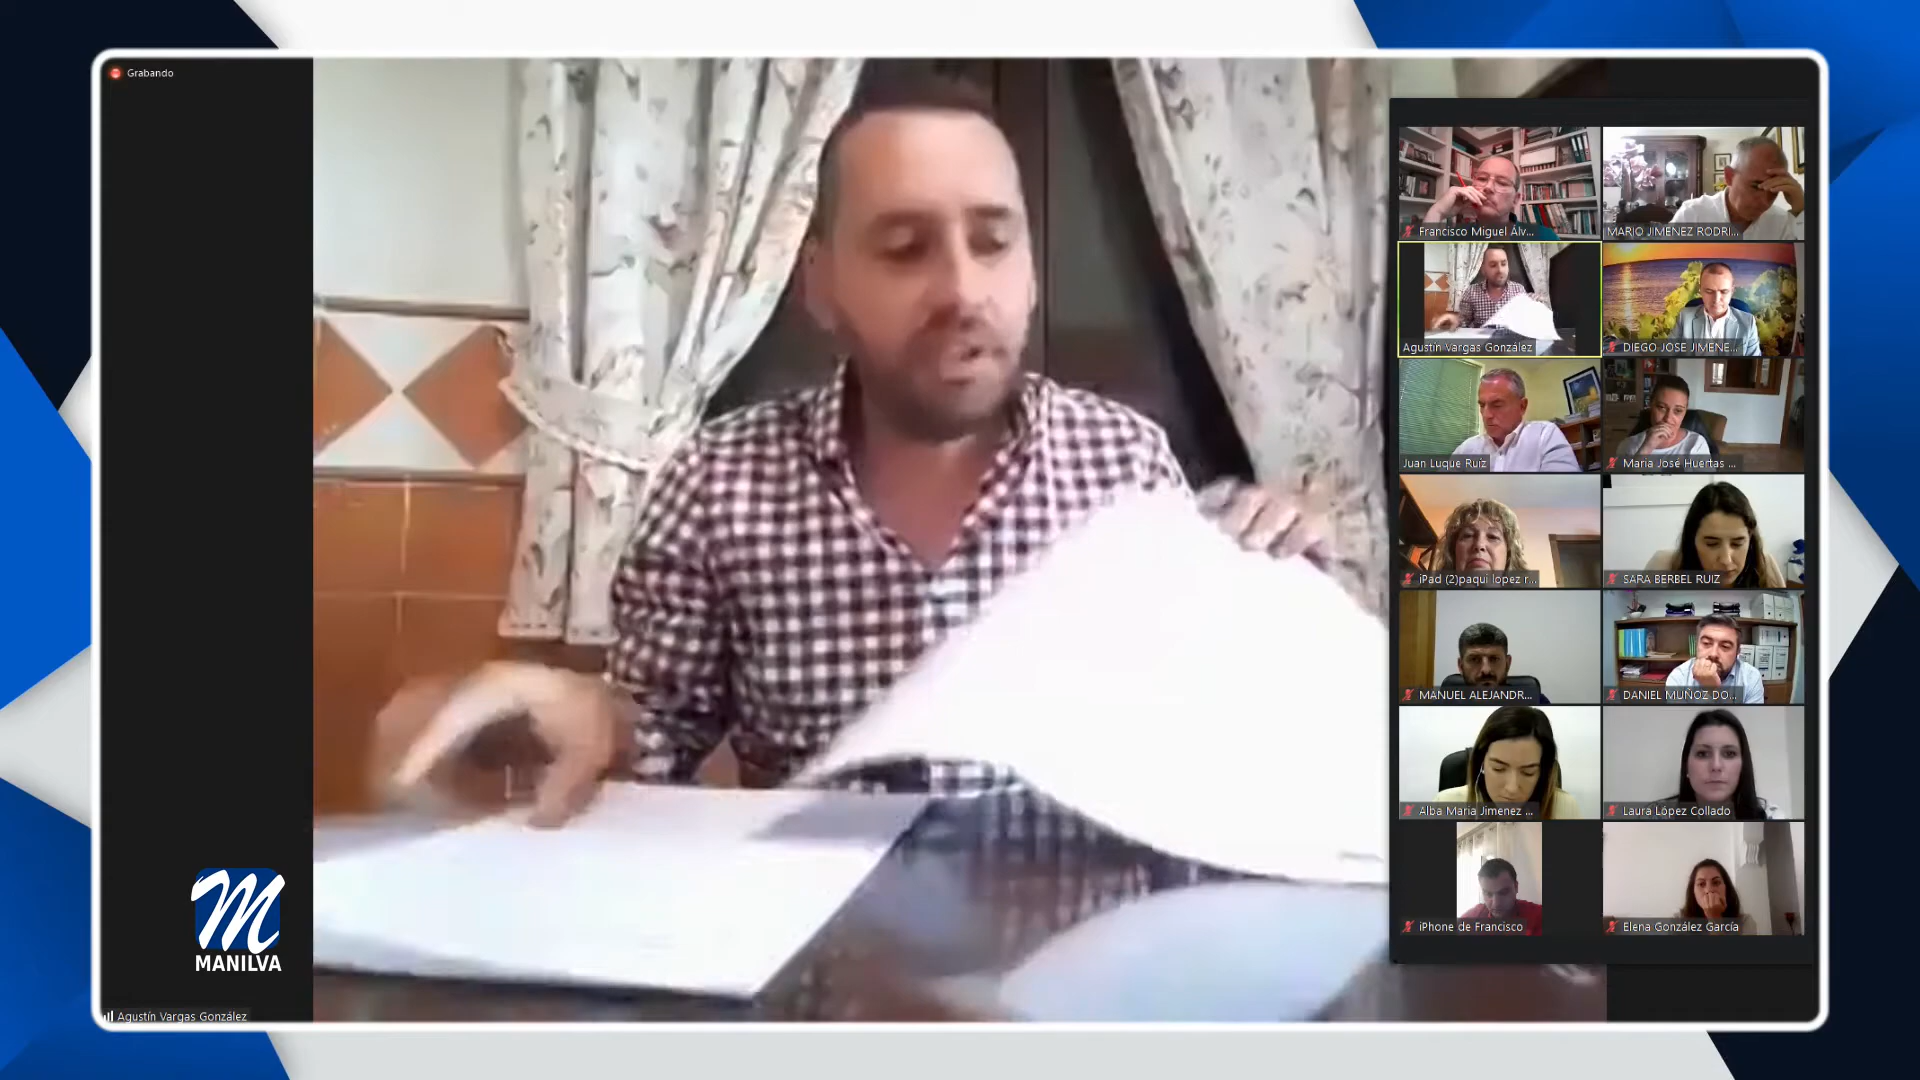 Grabando
Francisco Miguel Álv...
MARIO JIMENEZ RODRI...
Agustín Vargas González
DIEGO JOSE JIMENE...
Juan Luque Ruiz
Maria José Huertas ...
iPad (2)paqui lopez r...
SARA BERBEL RUIZ
MANUEL ALEJANDR...
DANIEL MUÑOZ DO...
Alba Maria Jimenez ...
Laura López Collado
iPhone de Francisco
Elena González García
M
MANILVA
Agustín Vargas González